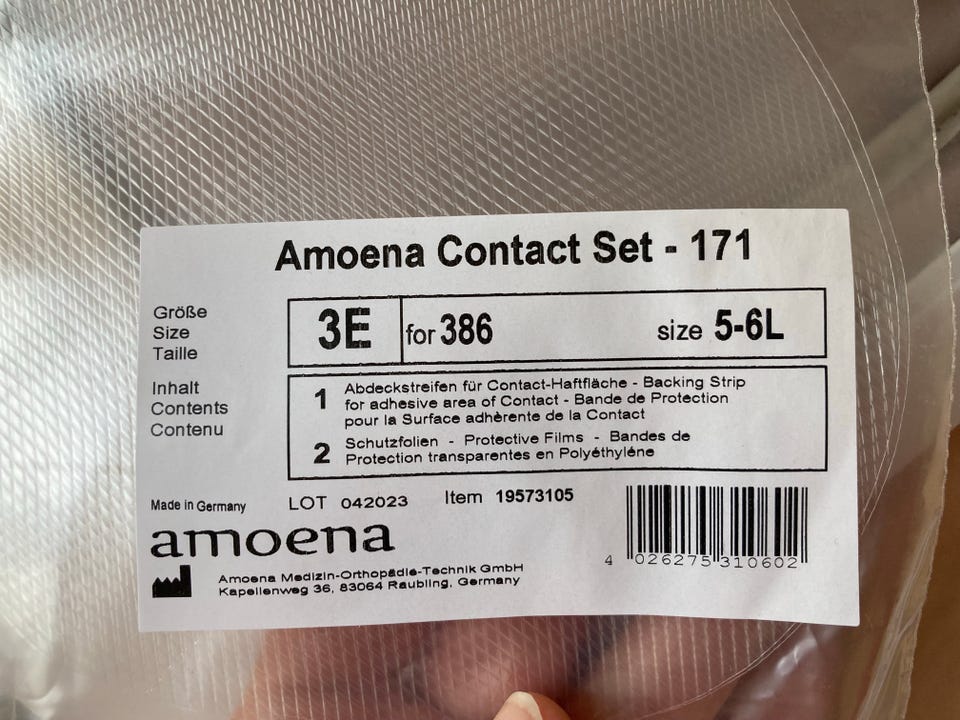 Amoena Contact Set - 171
Größe
Size
Taille
3E for 386 size 5-6L
Inhalt
Contents
Contenu
1 Abdeckstreifen für Contact-Haftfläche - Backing Strip
for adhesive area of Contact - Bande de Protection
pour la Surface adhèrente de la Contact
2 Schutzfolien - Protective Films - Bandes de
Protection transparentes en Polyéthyléne
Made in Germany LOT 042023 Item 19573105
amoena
Amoena Medizin-Orthopädie-Technik GmbH
Kapellenweg 36, 83064 Raubling, Germany
4 026275 310602